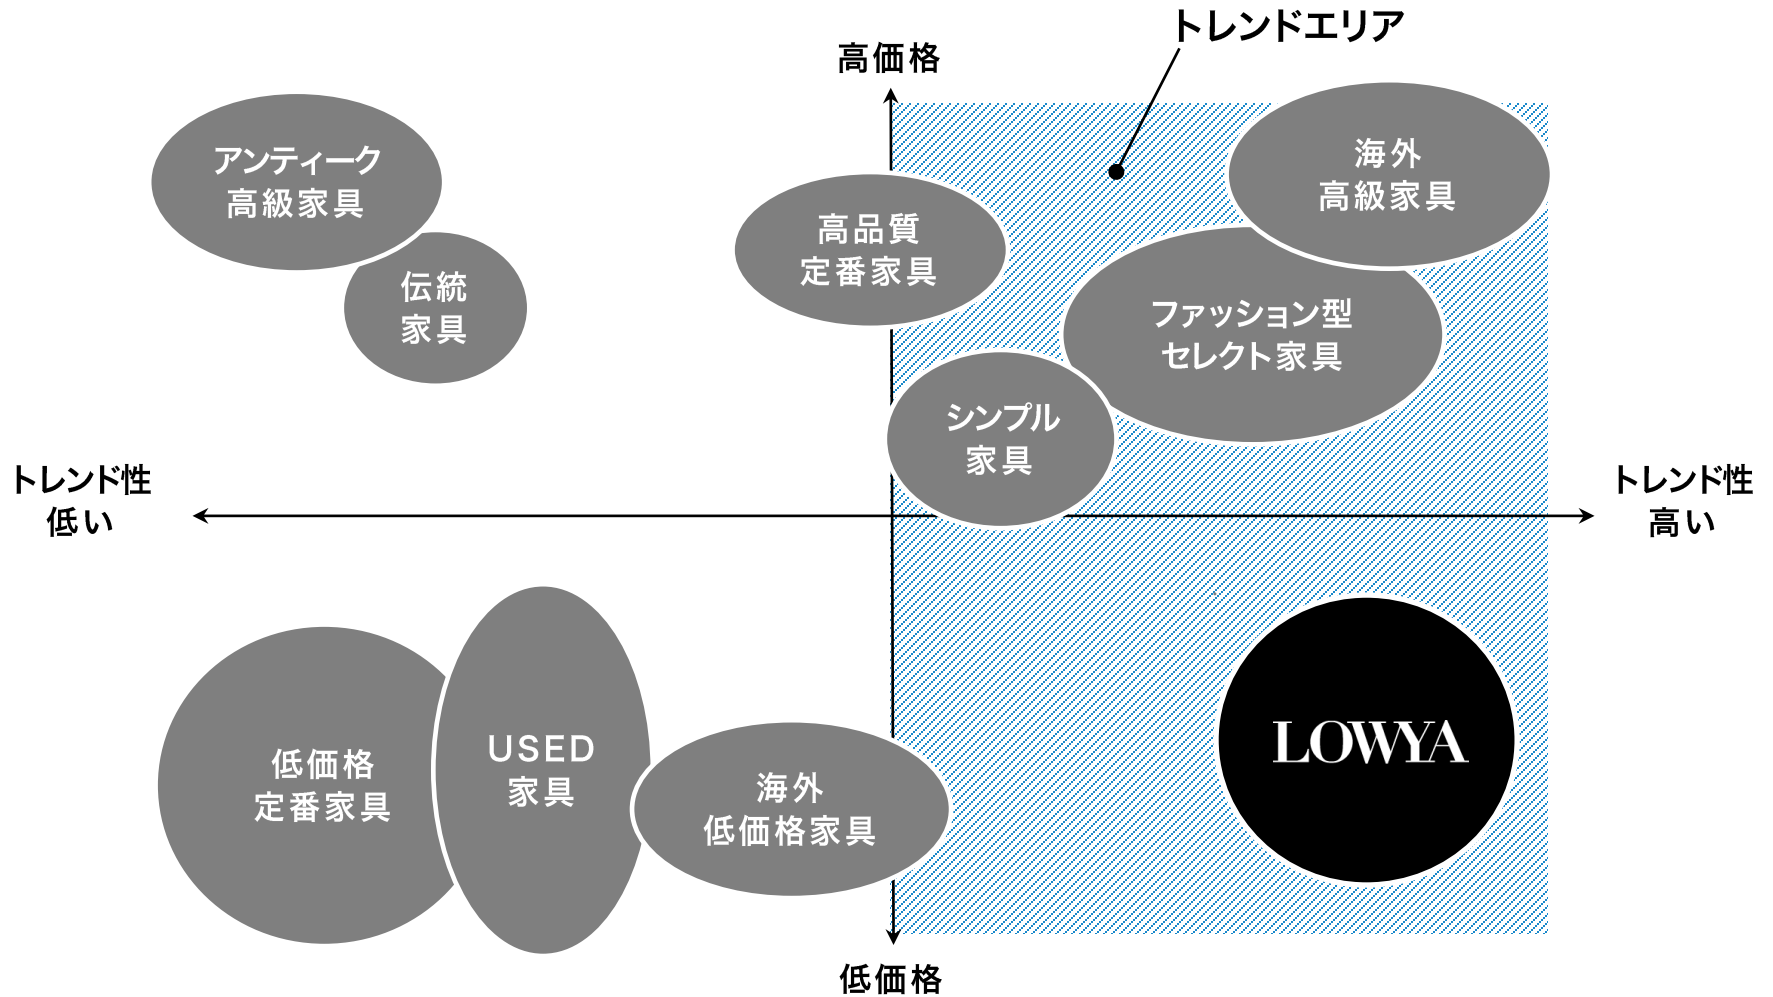 トレンドエリア
高価格
アンティーク
高級家具
伝統
家具
高品質
定番家具
海外
高級家具
ファッション型
セレクト家具
シンプル
家具
トレンド性
低い
トレンド性
高い
低価格
定番家具
USED
家具
海外
低価格家具
LOWYA
低価格